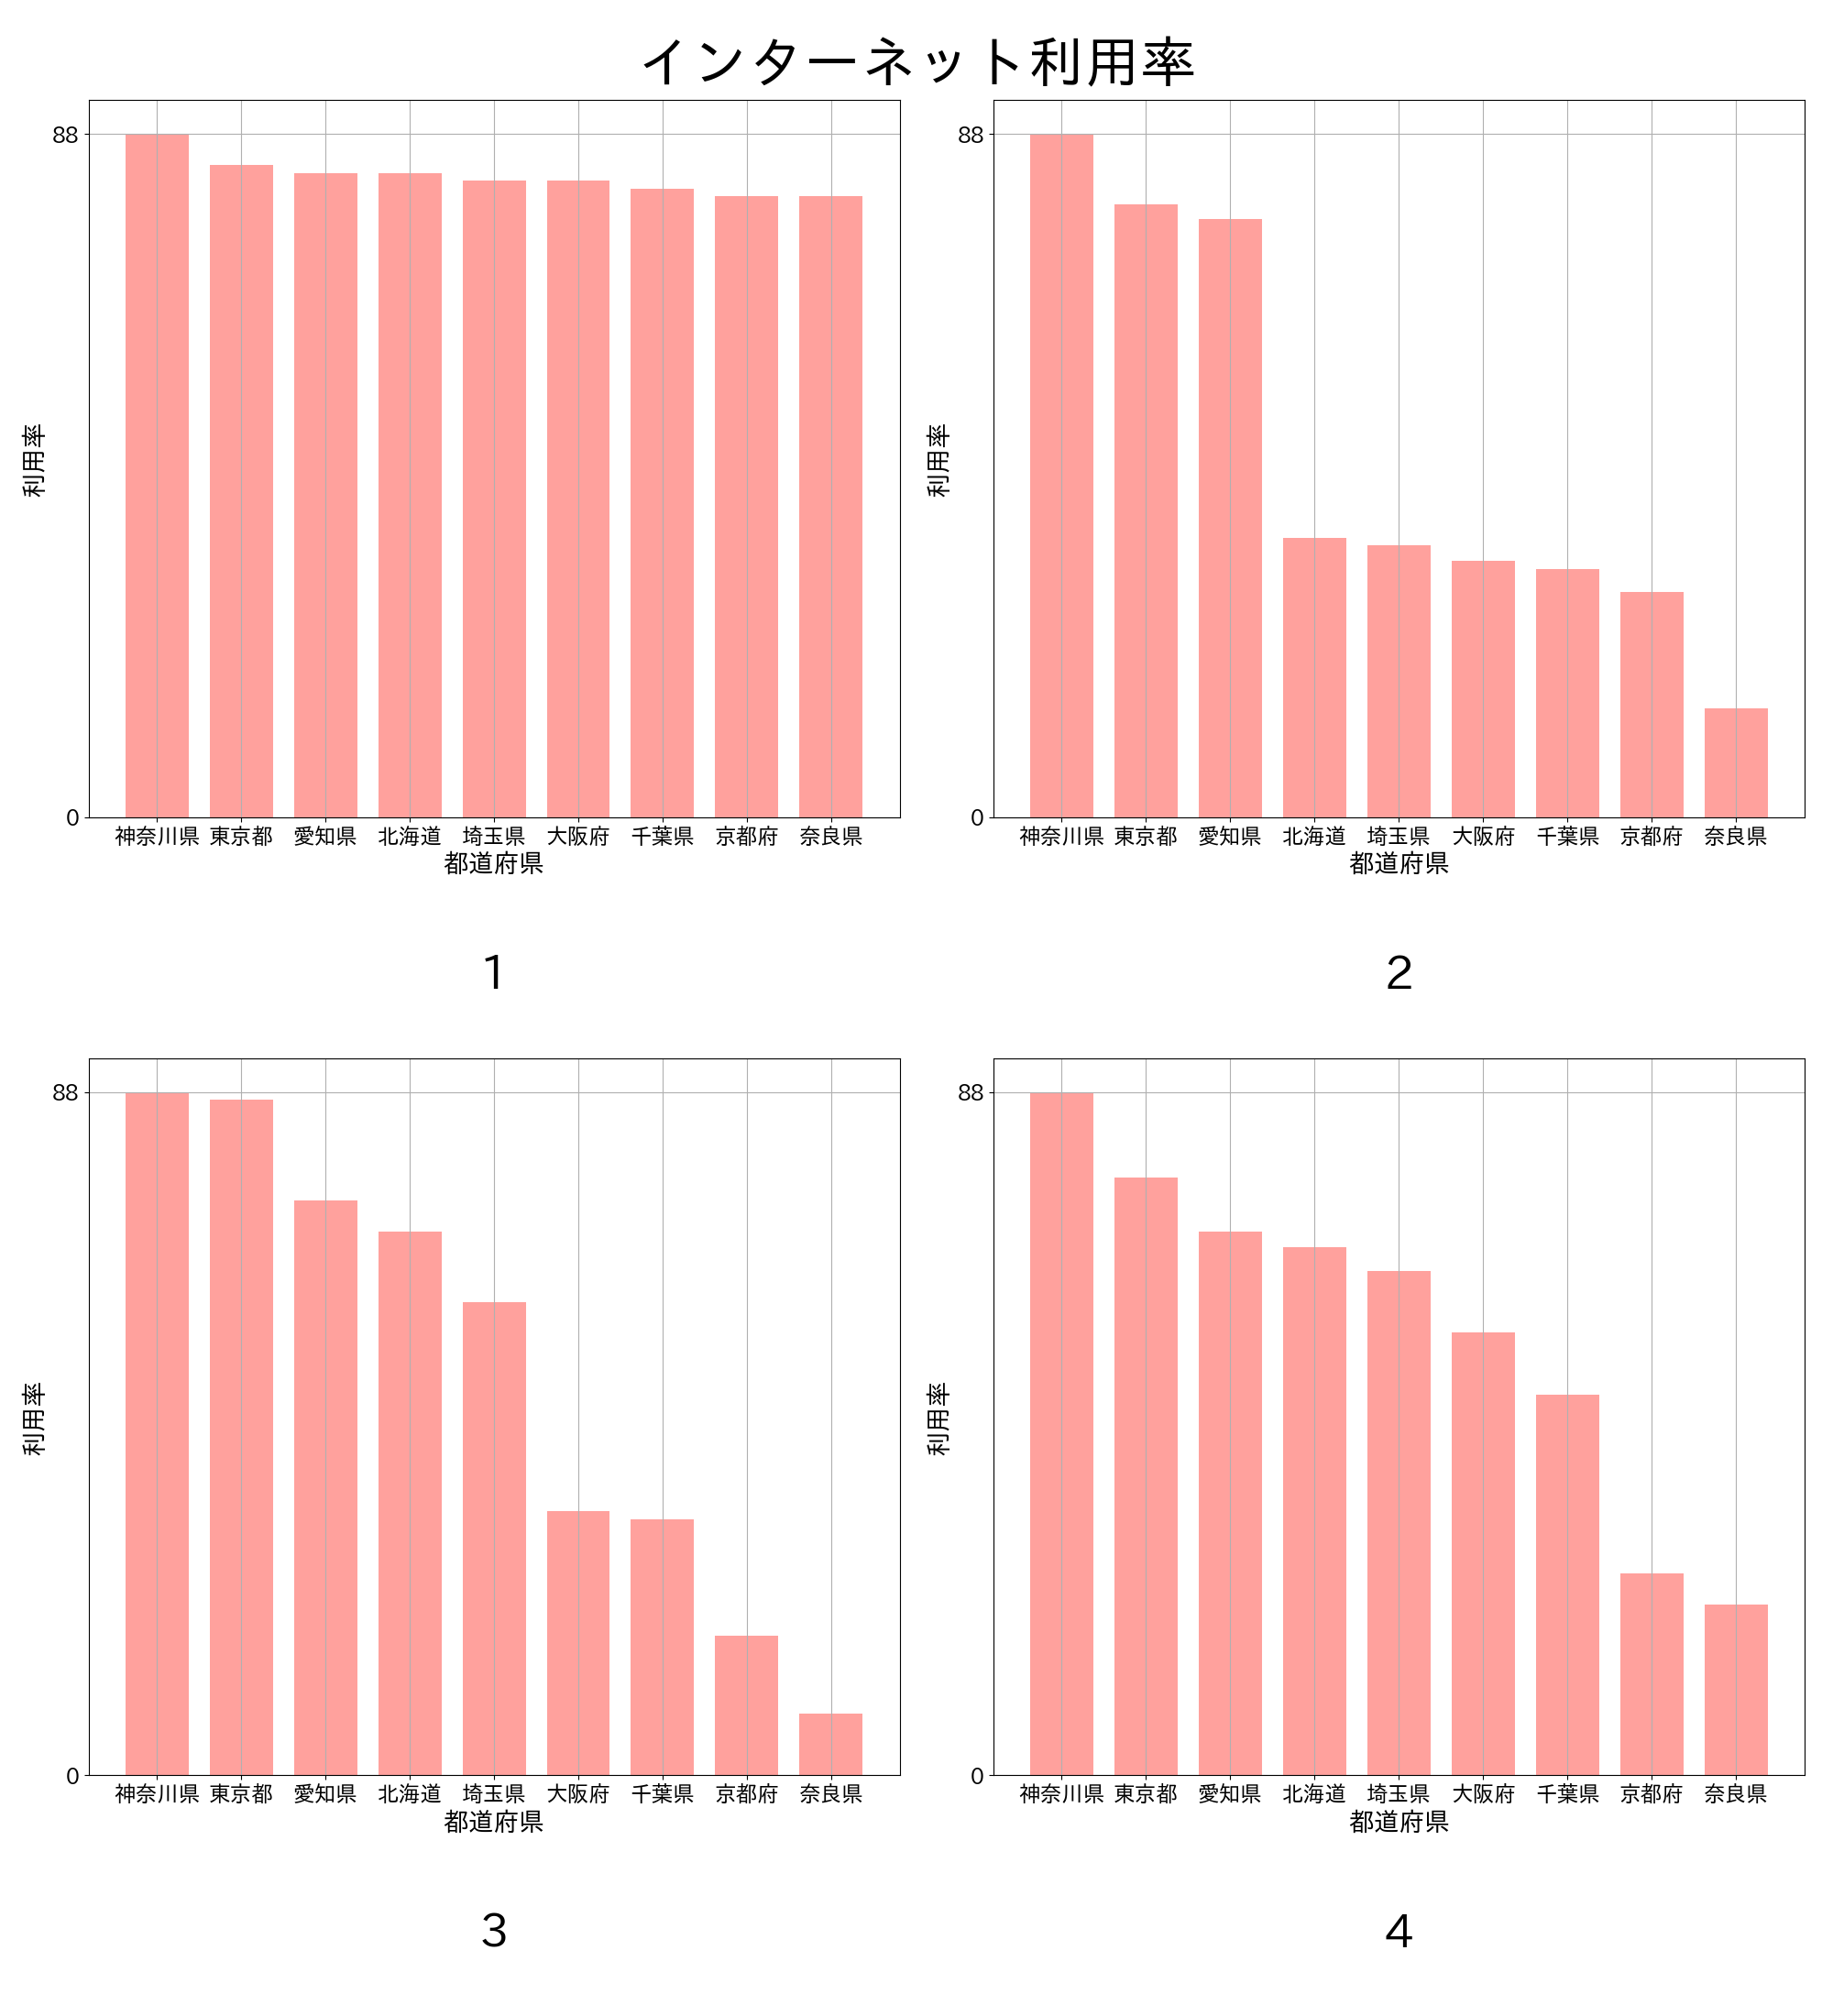 インターネット利用率
88
0
利用率
神奈川県 東京都 愛知県 北海道 埼玉県 大阪府 千葉県 京都府 奈良県
都道府県
1
88
0
利用率
神奈川県 東京都 愛知県 北海道 埼玉県 大阪府 千葉県 京都府 奈良県
都道府県
2
88
0
利用率
神奈川県 東京都 愛知県 北海道 埼玉県 大阪府 千葉県 京都府 奈良県
都道府県
3
88
0
利用率
神奈川県 東京都 愛知県 北海道 埼玉県 大阪府 千葉県 京都府 奈良県
都道府県
4